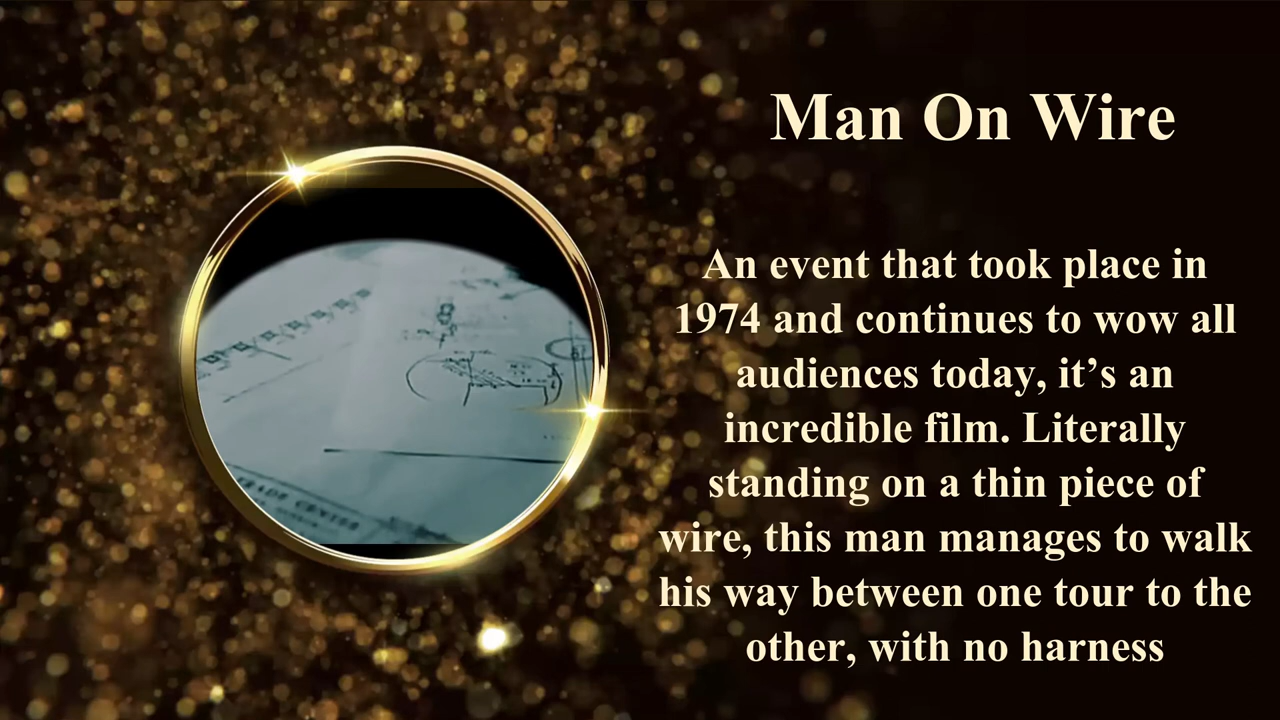 Man On Wire
An event that took place in
1974 and continues to wow all
audiences today, it’s an
incredible film. Literally
standing on a thin piece of
wire, this man manages to walk
his way between one tour to the
other, with no harness
TRADE CENTER